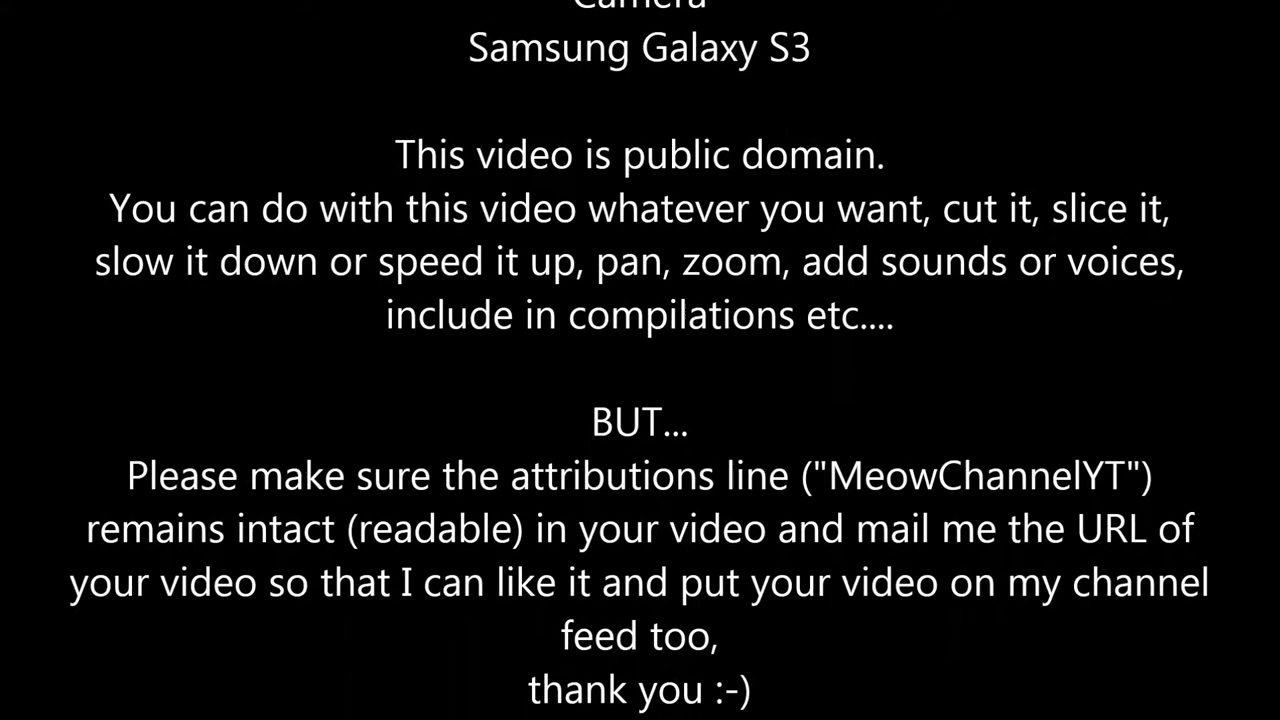 Camera
Samsung Galaxy S3
This video is public domain.
You can do with this video whatever you want, cut it, slice it,
slow it down or speed it up, pan, zoom, add sounds or voices,
include in compilations etc....
BUT...
Please make sure the attributions line ("MeowChannelYT")
remains intact (readable) in your video and mail me the URL of
your video so that I can like it and put your video on my channel
feed too,
thank you :-)